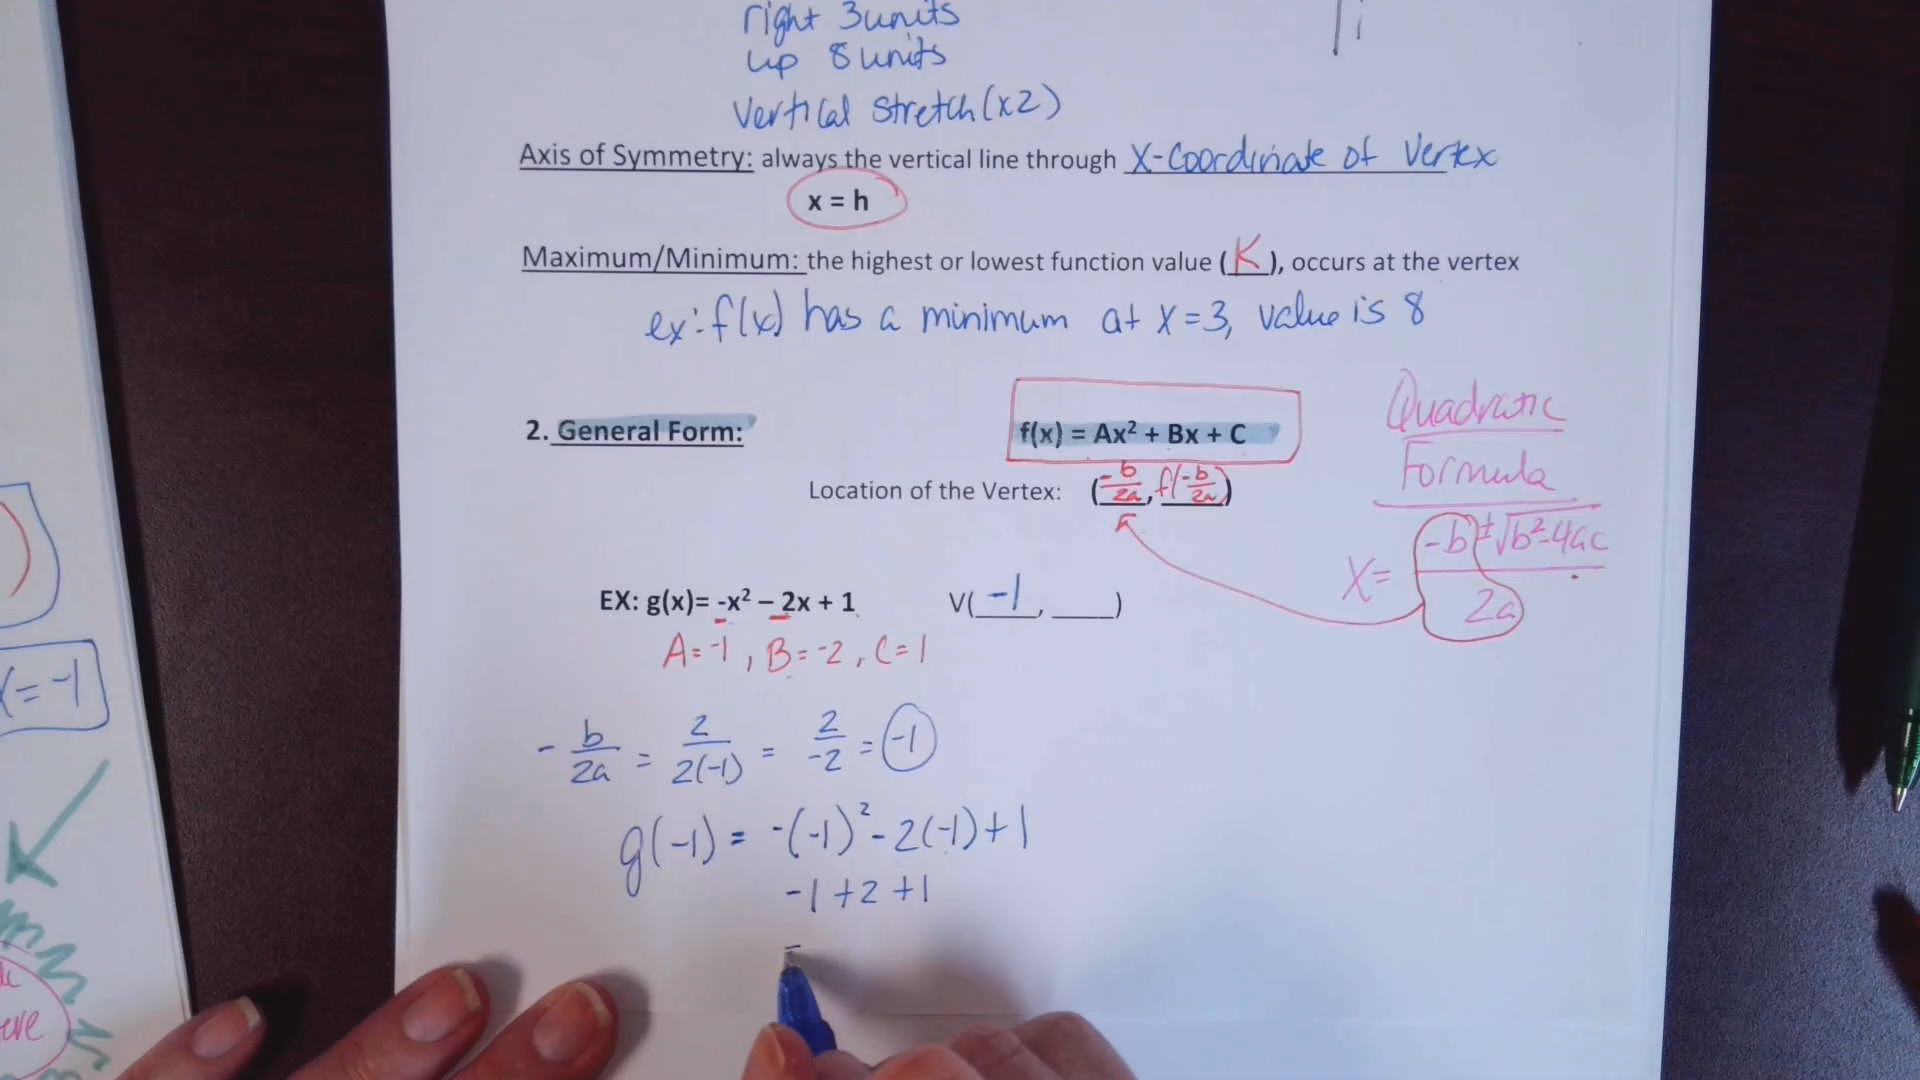 right 3units
up 8 units
Vertical stretch (x2)
Axis of Symmetry: always the vertical line through X-Coordinate of Vertex
x = h
Maximum/Minimum: the highest or lowest function value (K), occurs at the vertex
ex: f(x) has a minimum at x=3, value is 8
Quadratic
Formula
X= -b±√b²-4ac / 2a
2. General Form: f(x) = Ax² + Bx + C
Location of the Vertex: (-b/2a, f(-b/2a))
EX: g(x)= -x² – 2x + 1 V(-1, ____)
A=-1, B=-2, C=1
-b/2a = 2/2(-1) = 2/-2 = -1
g(-1) = -(-1)²-2(-1)+1
-1+2+1
=
X=-1